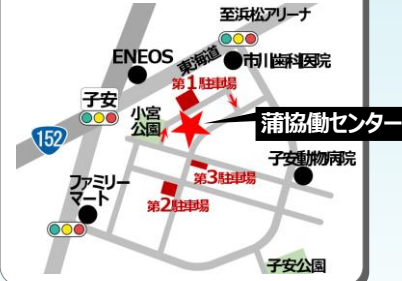 至浜松アリーナ
ENEOS
東海道
市川歯科医院
第1駐車場
子安
小宮
公園
蒲協働センター
152
子安動物病院
ファミリー
マート
第3駐車場
第2駐車場
子安公園